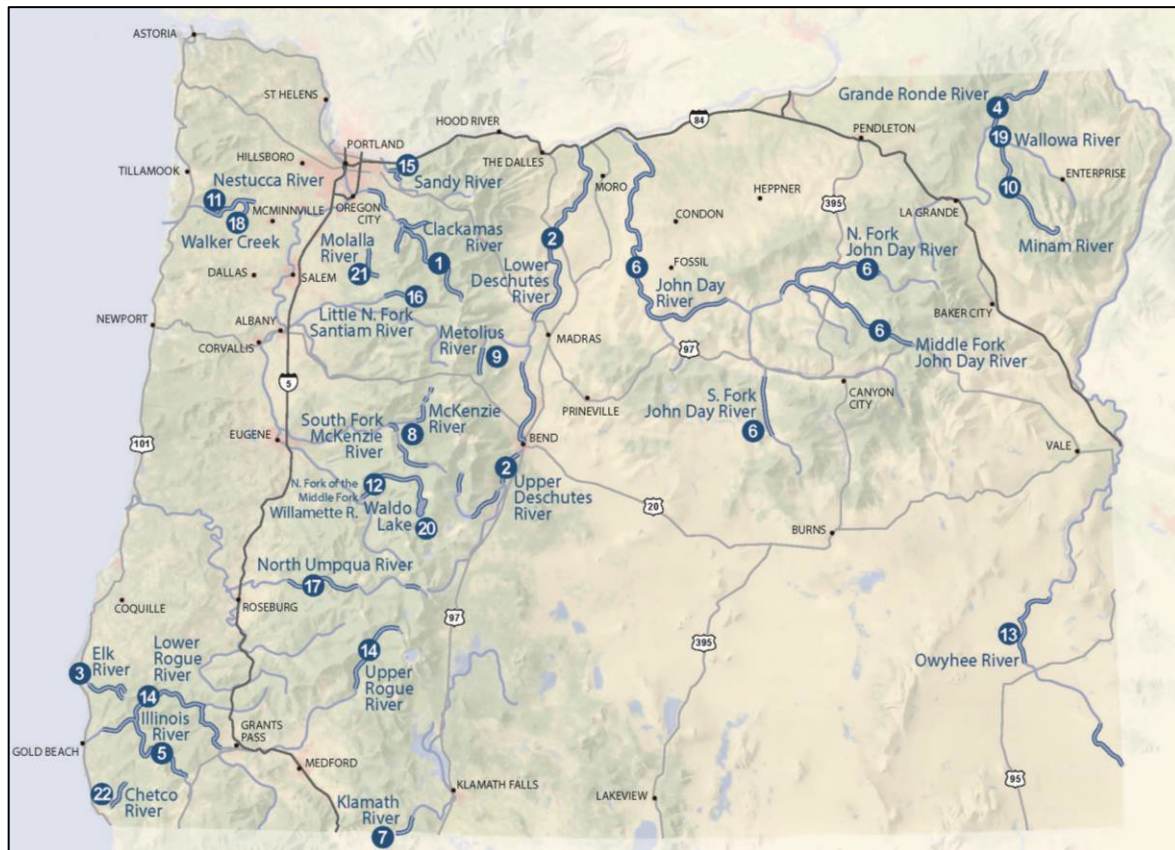 ASTORIA
ST HELENS
HOOD RIVER
84
Grande Ronde River
4
PENDLETON
PORTLAND
THE DALLES
19
Wallowa River
HILLSBORO
15
Sandy River
TILLAMOOK
Nestucca River
MORO
HEPPNER
395
ENTERPRISE
10
11
MCMINNVILLE
OREGON
CITY
LA GRANDE
18
Walker Creek
Clackamas
River
CONDON
Minam River
2
Molalla
River
21
1
Lower
Deschutes
River
N. Fork
John Day River
6
DALLAS
SALEM
6
FOSSIL
John Day
River
16
Little N. Fork
Santiam River
BAKER CITY
NEWPORT
ALBANY
CORVALLIS
Metolius
River
9
MADRAS
97
6
Middle Fork
John Day River
5
PRINEVILLE
S. Fork
John Day River
6
CANYON
CITY
McKenzie
River
South Fork
McKenzie
River
8
101
EUGENE
BEND
VALE
2
Upper
Deschutes
River
N. Fork of the
Middle Fork
Willamette R.
12
Waldo
Lake
20
20
BURNS
North Umpqua River
17
COQUILLE
ROSEBURG
97
395
13
Owyhee River
Elk
River
3
Lower
Rogue
River
14
14
Upper
Rogue
River
Illinois
River
5
GRANTS
PASS
GOLD BEACH
MEDFORD
22
Chetco
River
Klamath
River
7
KLAMATH FALLS
LAKEVIEW
95